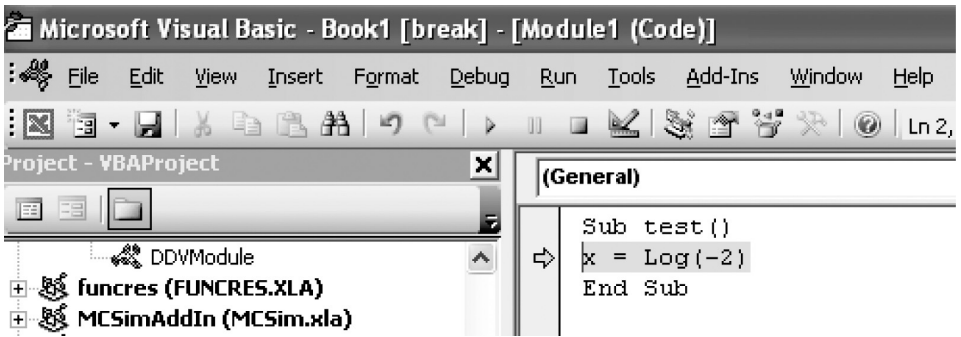 Microsoft Visual Basic - Book1 [break] - [Module1 (Code)]
File Edit View Insert Format Debug Run Tools Add-Ins Window Help
Ln 2,
Project - VBAProject
(General)
DDVModule
funcres (FUNCRES.XLA)
MCSimAddIn (MCSim.xla)
Sub test()
x = Log(-2)
End Sub